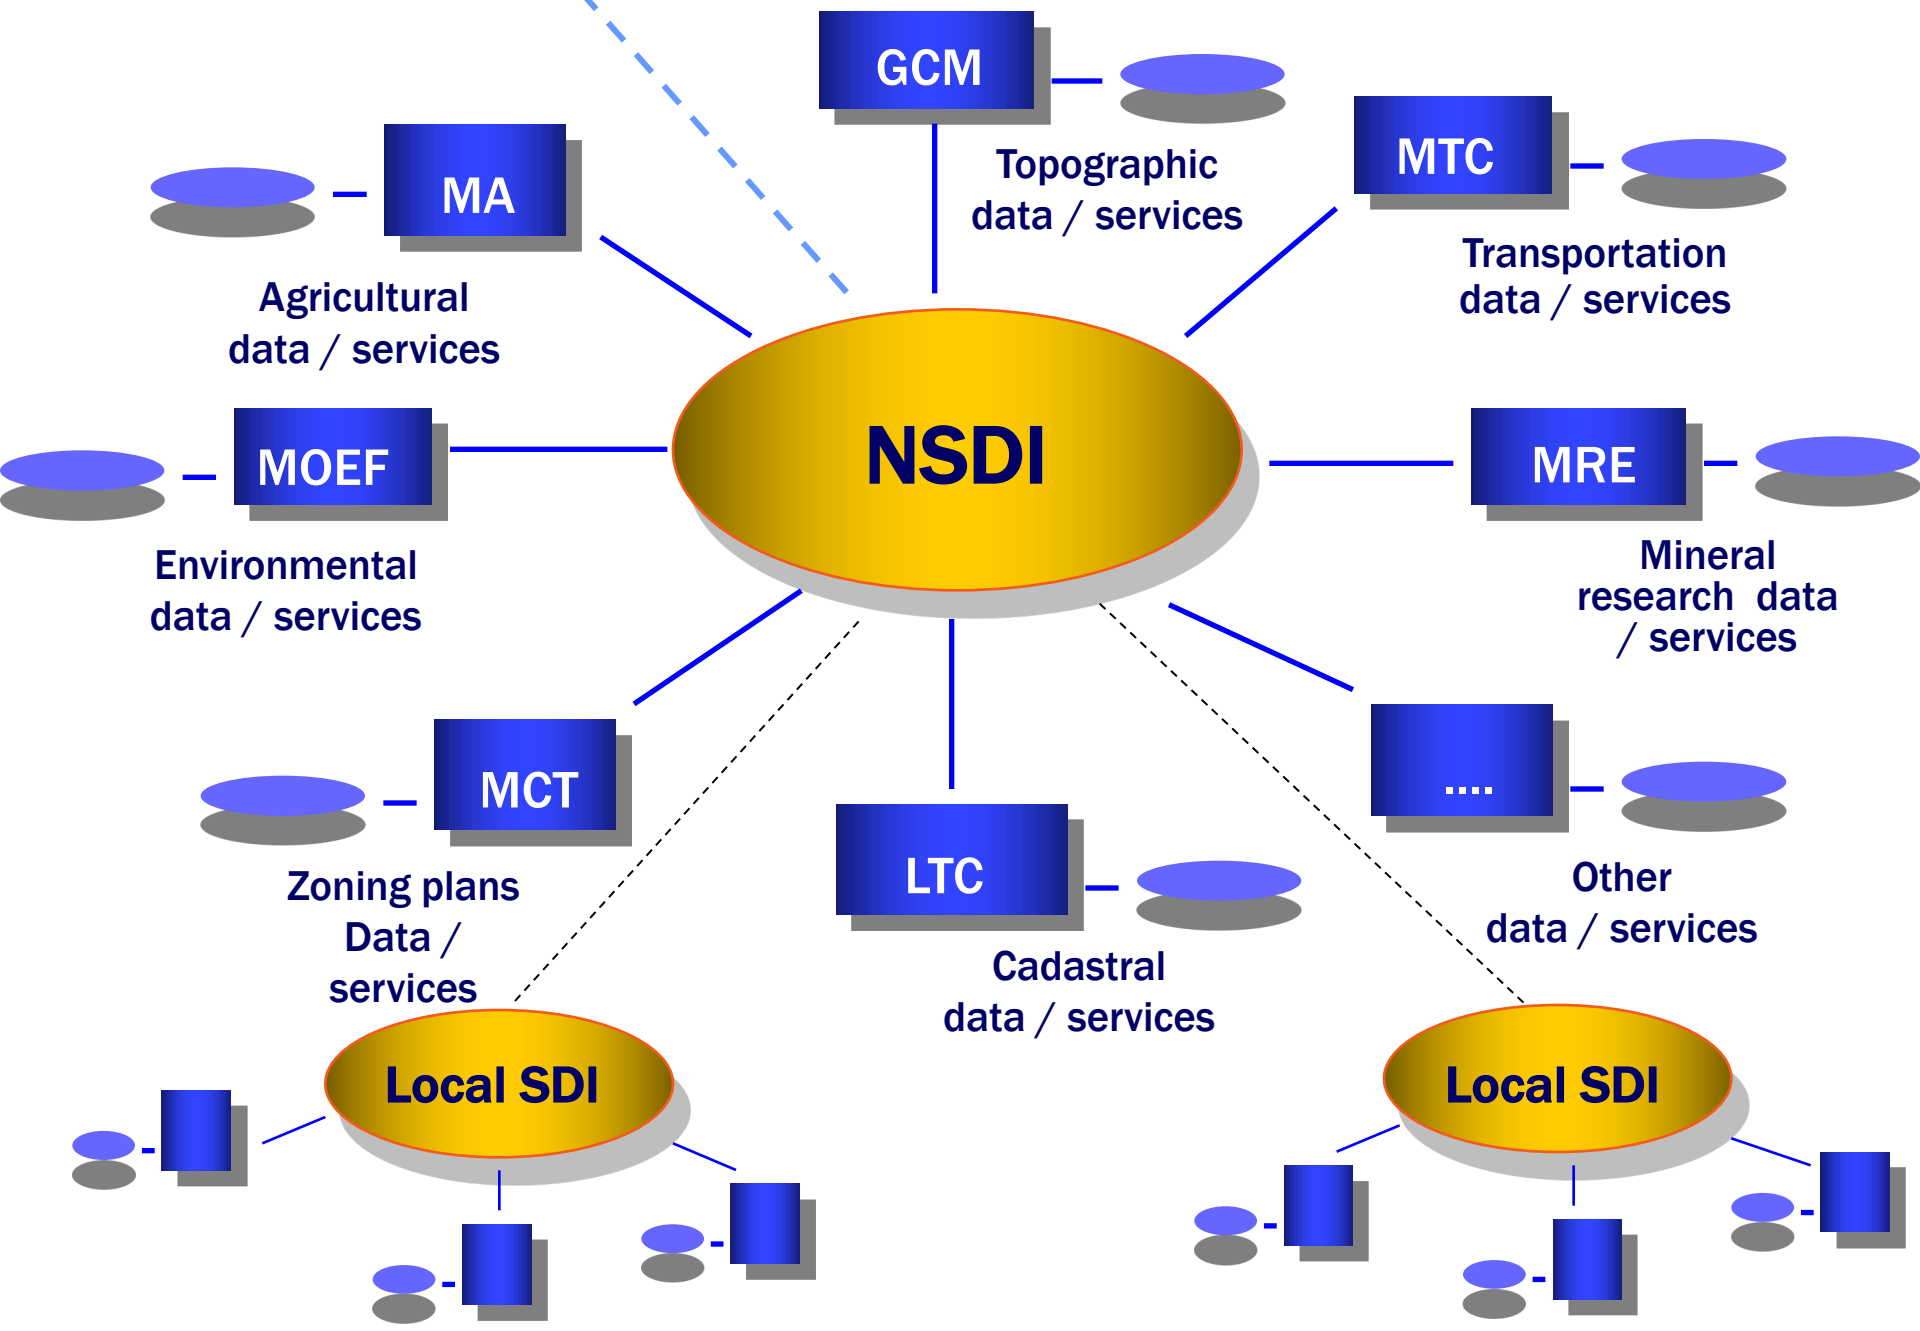 GCM
Topographic
data / services
MTC
Transportation
data / services
MA
Agricultural
data / services
NSDI
MOEF
Environmental
data / services
MRE
Mineral
research  data
/ services
MCT
Zoning plans
Data /
services
LTC
Cadastral
data / services
....
Other
data / services
Local SDI
Local SDI